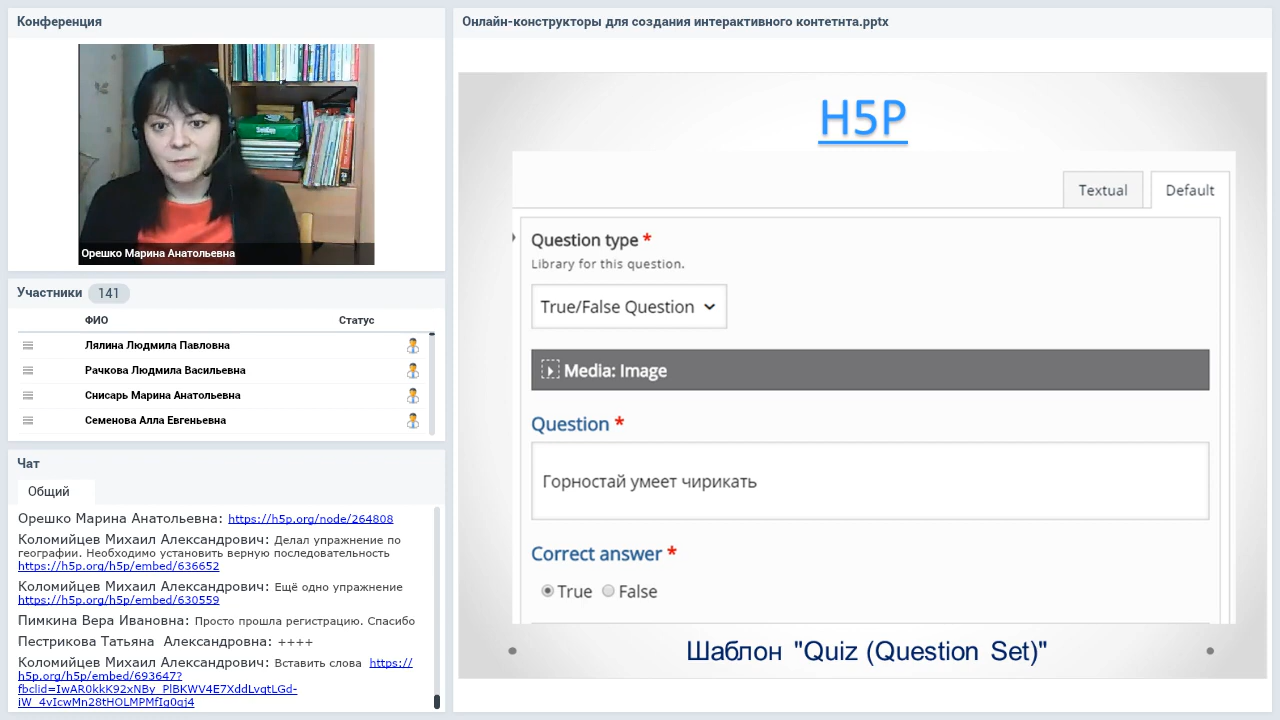 Конференция
Орешко Марина Анатольевна
Участники 141
ФИО Статус
Лялина Людмила Павловна
Рачкова Людмила Васильевна
Снисарь Марина Анатольевна
Семенова Алла Евгеньевна
Чат
Общий
Орешко Марина Анатольевна: https://h5p.org/node/264808
Коломийцев Михаил Александрович: Делал упражнение по
географии. Необходимо установить верную последовательность
https://h5p.org/h5p/embed/636652
Коломийцев Михаил Александрович: Ещё одно упражнение
https://h5p.org/h5p/embed/630559
Пимкина Вера Ивановна: Просто прошла регистрацию. Спасибо
Пестрикова Татьяна Александровна: ++++
Коломийцев Михаил Александрович: Вставить слова https://
h5p.org/h5p/embed/693647?
fbclid=IwAR0kkK92xNBy_PlBKWV4E7XddLvqtLGd-
iW_4vIcwMn28tHOLMPMfIg0qj4
Онлайн-конструкторы для создания интерактивного контетнта.pptx
H5P
Textual Default
Question type *
Library for this question.
True/False Question
Media: Image
Question *
Горностай умеет чирикать
Correct answer *
True False
Шаблон "Quiz (Question Set)"